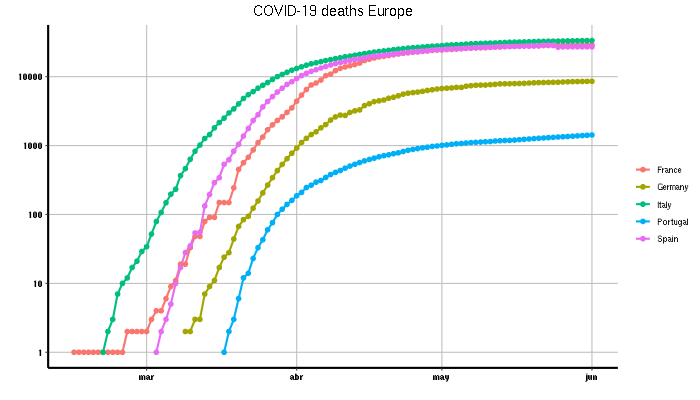 COVID-19 deaths Europe
10000
1000
100
10
1
mar
abr
may
jun
France
Germany
Italy
Portugal
Spain